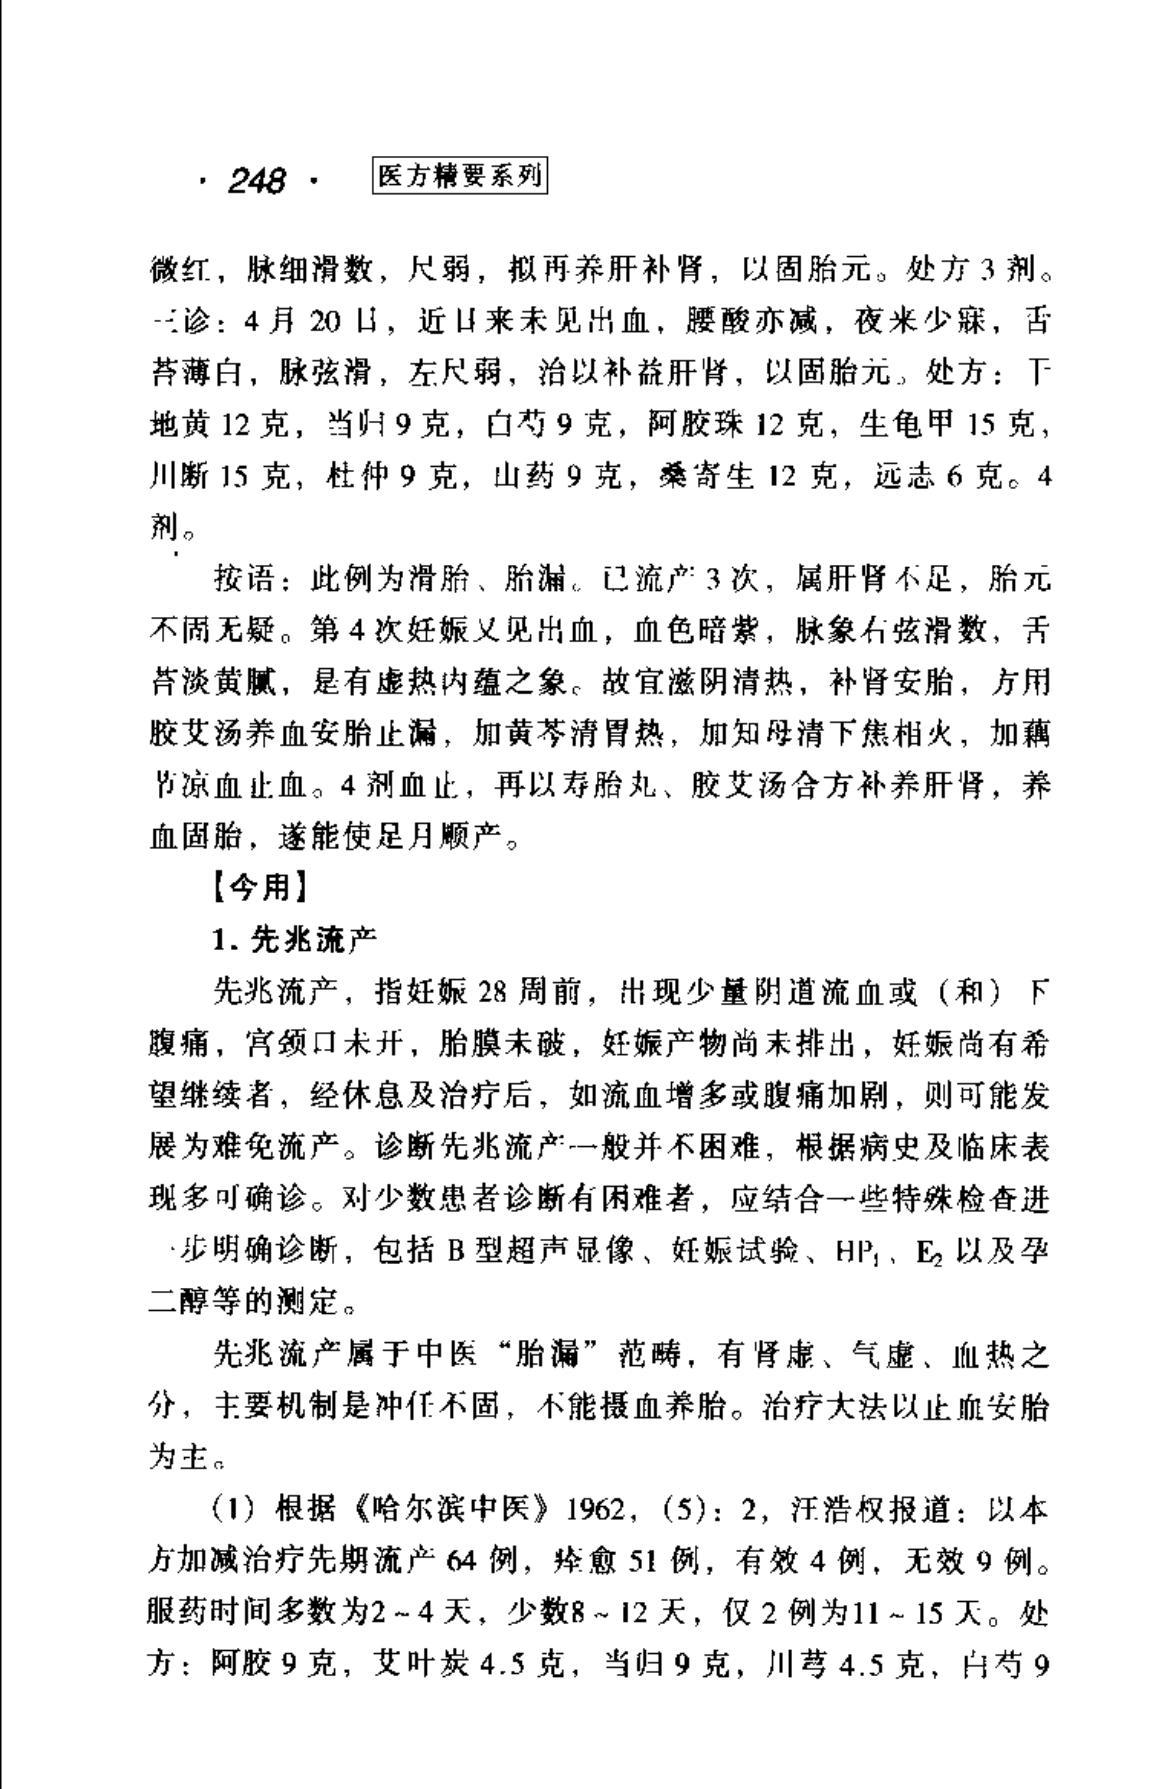 · 248 · 医方精要系列
微红，脉细滑数，尺弱，拟再养肝补肾，以固胎元。处方 3 剂。
三诊：4 月 20 日，近日来未见出血，腰酸亦减，夜来少寐，舌
苔薄白，脉弦滑，左尺弱，治以补益肝肾，以固胎元。处方：干
地黄 12 克，当归 9 克，白芍 9 克，阿胶珠 12 克，生龟甲 15 克，
川断 15 克，杜仲 9 克，山药 9 克，桑寄生 12 克，远志 6 克。4
剂。
按语：此例为滑胎、胎漏。已流产 3 次，属肝肾不足，胎元
不固无疑。第 4 次妊娠又见出血，血色暗紫，脉象右弦滑数，舌
苔淡黄腻，是有虚热内蕴之象。故宜滋阴清热，补肾安胎，方用
胶艾汤养血安胎止漏，加黄芩清胃热，加知母清下焦相火，加藕
节凉血止血。4 剂血止，再以寿胎丸、胶艾汤合方补养肝肾，养
血固胎，遂能使足月顺产。
【今用】
1. 先兆流产
先兆流产，指妊娠 28 周前，出现少量阴道流血或（和）下
腹痛，宫颈口未开，胎膜未破，妊娠产物尚未排出，妊娠尚有希
望继续者，经休息及治疗后，如流血增多或腹痛加剧，则可能发
展为难免流产。诊断先兆流产一般并不困难，根据病史及临床表
现多可确诊。对少数患者诊断有困难者，应结合一些特殊检查进
一步明确诊断，包括 B 型超声显像、妊娠试验、HP₁、E₂ 以及孕
二醇等的测定。
先兆流产属于中医“胎漏”范畴，有肾虚、气虚、血热之
分，主要机制是冲任不固，不能摄血养胎。治疗大法以止血安胎
为主。
（1）根据《哈尔滨中医》1962，（5）：2，汪浩权报道：以本
方加减治疗先期流产 64 例，痊愈 51 例，有效 4 例，无效 9 例。
服药时间多数为2～4 天，少数8～12 天，仅 2 例为11～15 天。处
方：阿胶 9 克，艾叶炭 4.5 克，当归 9 克，川芎 4.5 克，白芍 9